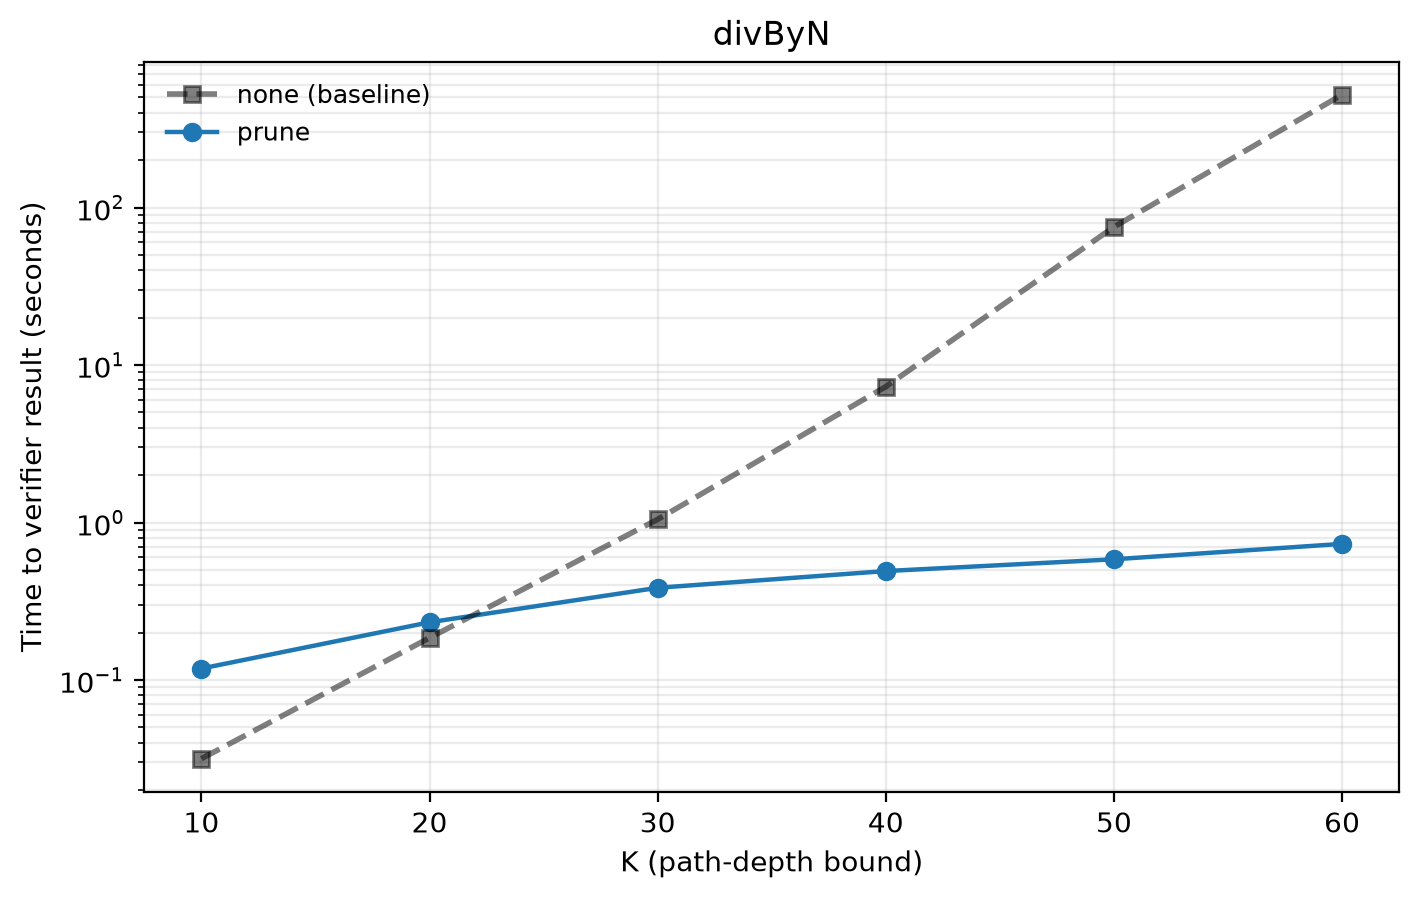 divByN
none (baseline)
prune
Time to verifier result (seconds)
10²
10¹
10⁰
10⁻¹
10 20 30 40 50 60
K (path-depth bound)